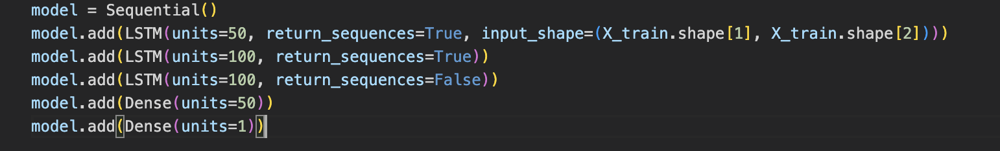 model = Sequential()
model.add(LSTM(units=50, return_sequences=True, input_shape=(X_train.shape[1], X_train.shape[2])))
model.add(LSTM(units=100, return_sequences=True))
model.add(LSTM(units=100, return_sequences=False))
model.add(Dense(units=50))
model.add(Dense(units=1))